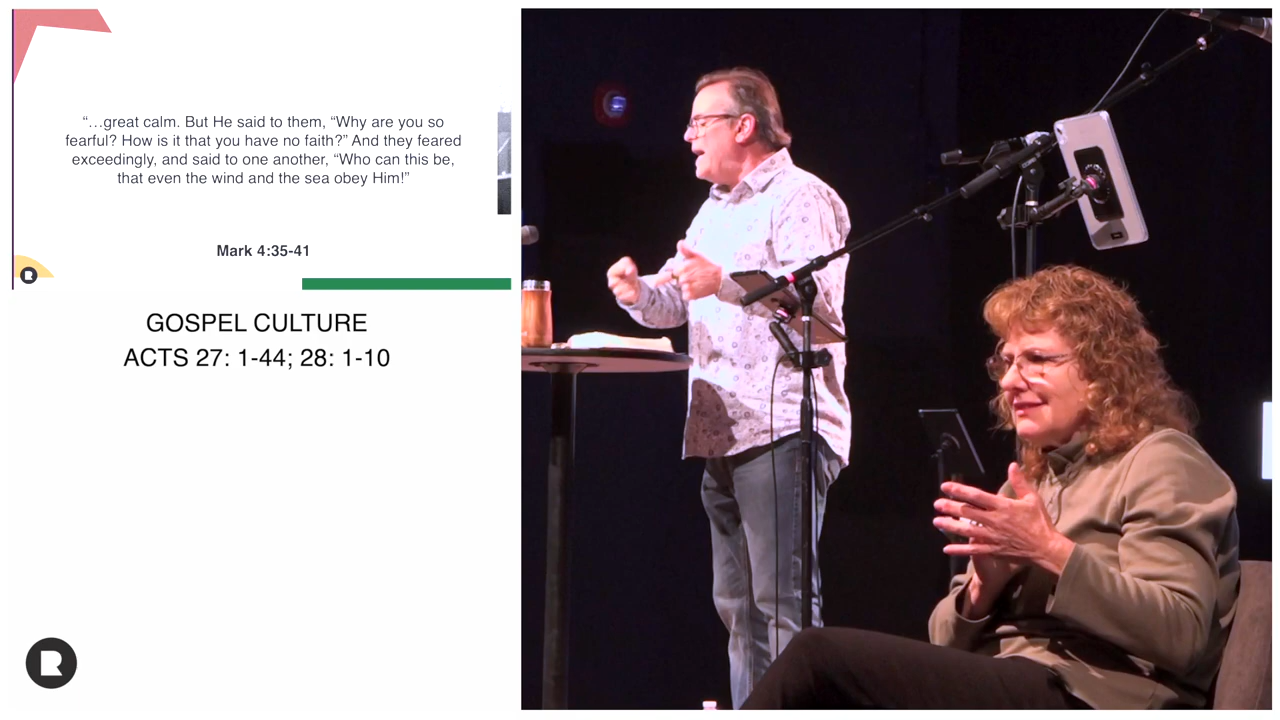 “…great calm. But He said to them, “Why are you so
fearful? How is it that you have no faith?” And they feared
exceedingly, and said to one another, “Who can this be,
that even the wind and the sea obey Him!”
Mark 4:35-41
R
GOSPEL CULTURE
ACTS 27: 1-44; 28: 1-10
R